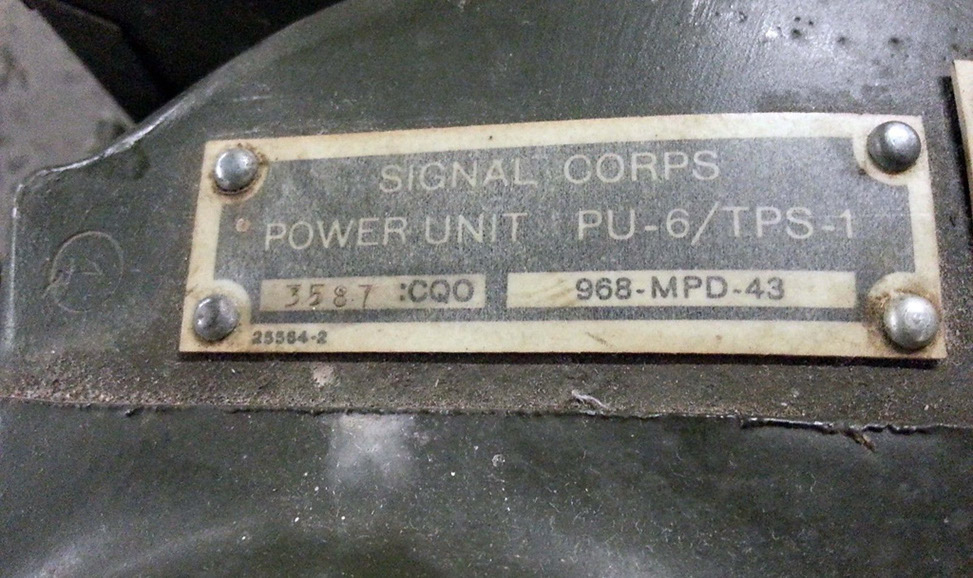 SIGNAL CORPS
POWER UNIT PU-6/TPS-1
3587 :CQO 968-MPD-43
25564-2